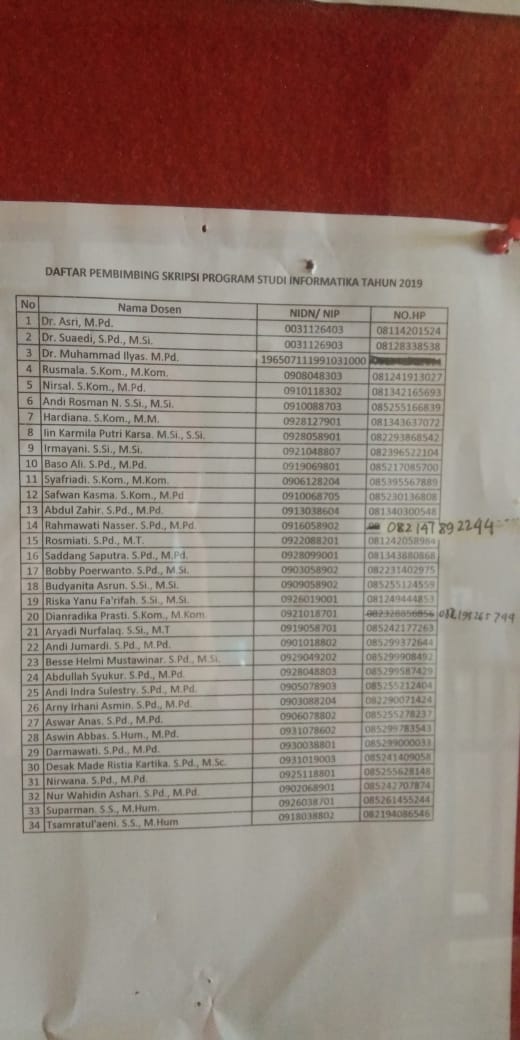 DAFTAR PEMBIMBING SKRIPSI PROGRAM STUDI INFORMATIKA TAHUN 2019
No Nama Dosen NIDN/ NIP NO.HP
1 Dr. Asri, M.Pd. 0031126403 08114201524
2 Dr. Suaedi, S.Pd., M.Si. 0031126903 08128338538
3 Dr. Muhammad Ilyas. M.Pd. 196507111991031000
4 Rusmala. S.Kom., M.Kom. 0908048303 081241913027
5 Nirsal. S.Kom., M.Pd. 0910118302 081342165693
6 Andi Rosman N. S.Si., M.Si. 0910088703 085255166839
7 Hardiana. S.Kom., M.M. 0928127901 081343637072
8 Iin Karmila Putri Karsa. M.Si., S.Si. 0928058901 082293868542
9 Irmayani. S.Si., M.Si. 0921048807 082396522104
10 Baso Ali. S.Pd., M.Pd. 0919069801 085217085700
11 Syafriadi. S.Kom., M.Kom. 0906128204 085395567889
12 Safwan Kasma. S.Kom., M.Pd 0910068705 085230136808
13 Abdul Zahir. S.Pd., M.Pd. 0913038604 081340300548
14 Rahmawati Nasser. S.Pd., M.Pd. 0916058902 082147892244
15 Rosmiati. S.Pd., M.T. 0922088201 081242058984
16 Saddang Saputra. S.Pd., M.Pd. 0928099001 081343680868
17 Bobby Poerwanto. S.Pd., M.Si. 0903058902 082231402975
18 Budyanita Asrun. S.Si., M.Si. 0909058902 085255124559
19 Riska Yanu Fa'rifah. S.Si., M.Si. 0926019001 081249444853
20 Dianradika Prasti. S.Kom., M.Kom. 0921018701 082328856856
21 Aryadi Nurfalaq. S.Si., M.T 0919058701 085242177263
22 Andi Jumardi. S.Pd., M.Pd. 0901018802 085299372644
23 Besse Helmi Mustawinar. S.Pd., M.Si. 0929049202 085299908492
24 Abdullah Syukur. S.Pd., M.Pd. 0928048803 085299587429
25 Andi Indra Sulestry. S.Pd., M.Pd. 0905078903 085255212404
26 Arny Irhani Asmin. S.Pd., M.Pd. 0903088204 082290071424
27 Aswar Anas. S.Pd., M.Pd. 0906078802 085255278237
28 Aswin Abbas. S.Hum., M.Pd. 0931078602 085299783543
29 Darmawati. S.Pd., M.Pd. 0930038801 085299000033
30 Desak Made Ristia Kartika. S.Pd., M.Sc. 0931019003 085241409058
31 Nirwana. S.Pd., M.Pd. 0925118801 085255628148
32 Nur Wahidin Ashari. S.Pd., M.Pd. 0902068901 085242707874
33 Suparman. S.S., M.Hum. 0926038701 085261455244
34 Tsamratul'aeni. S.S., M.Hum 0918038802 082194086546